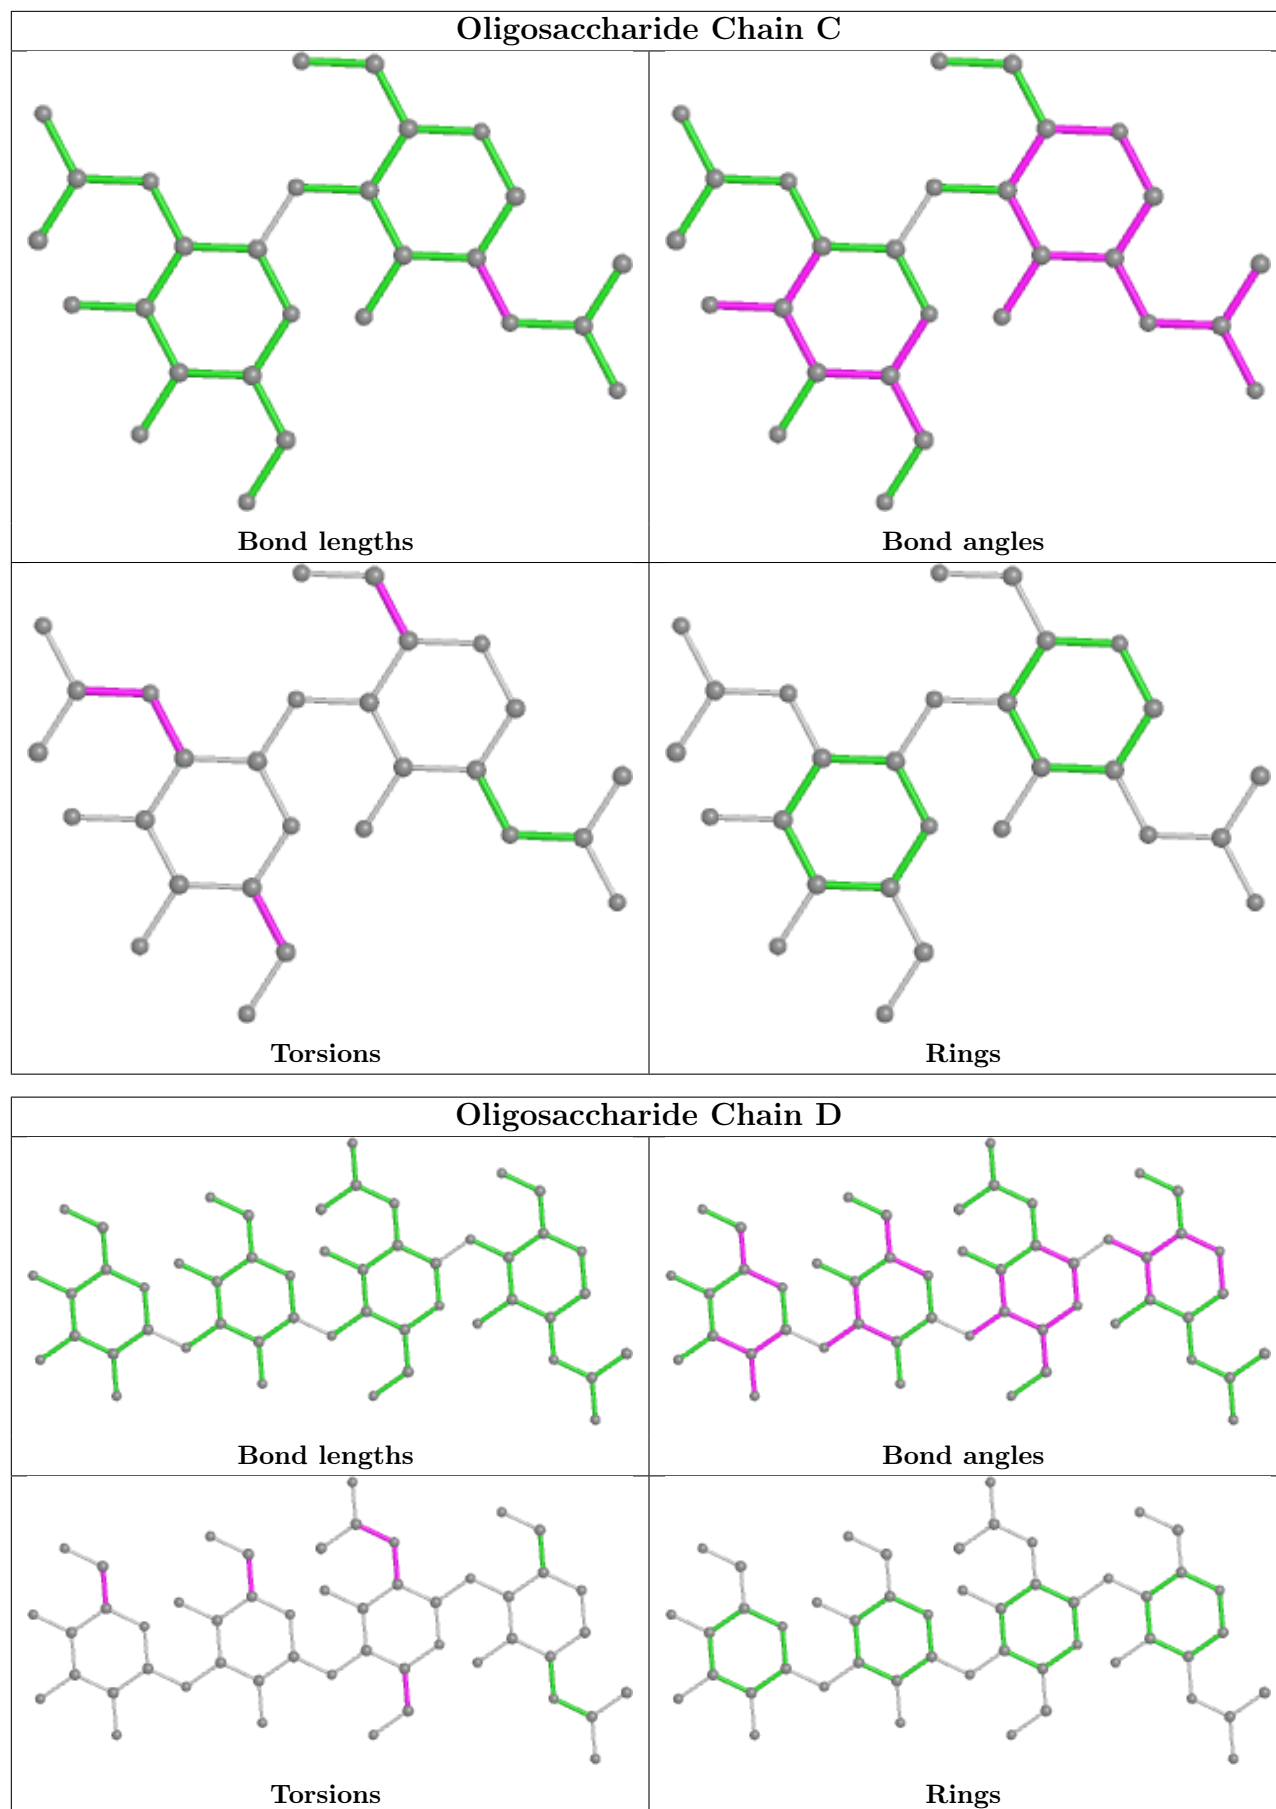 Oligosaccharide Chain C
Bond lengths
Bond angles
Torsions
Rings
Oligosaccharide Chain D
Bond lengths
Bond angles
Torsions
Rings